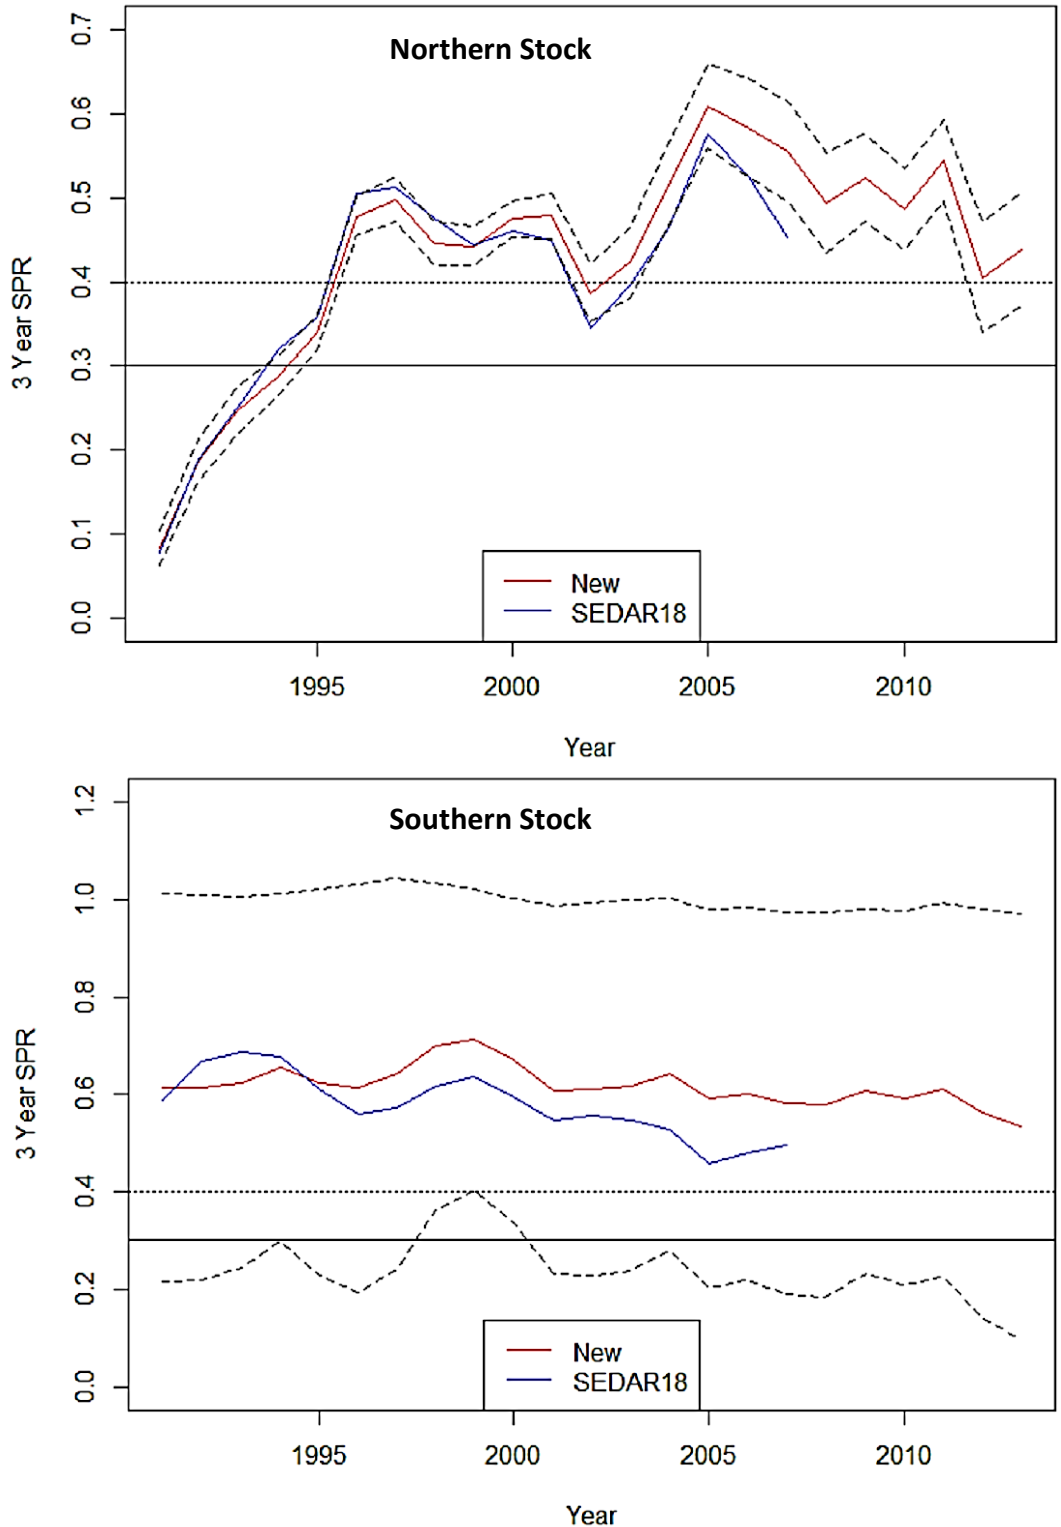 Northern Stock
3 Year SPR
0.7
0.6
0.5
0.4
0.3
0.2
0.1
0.0
New
SEDAR18
1995 2000 2005 2010
Year
Southern Stock
3 Year SPR
1.2
1.0
0.8
0.6
0.4
0.2
0.0
New
SEDAR18
1995 2000 2005 2010
Year